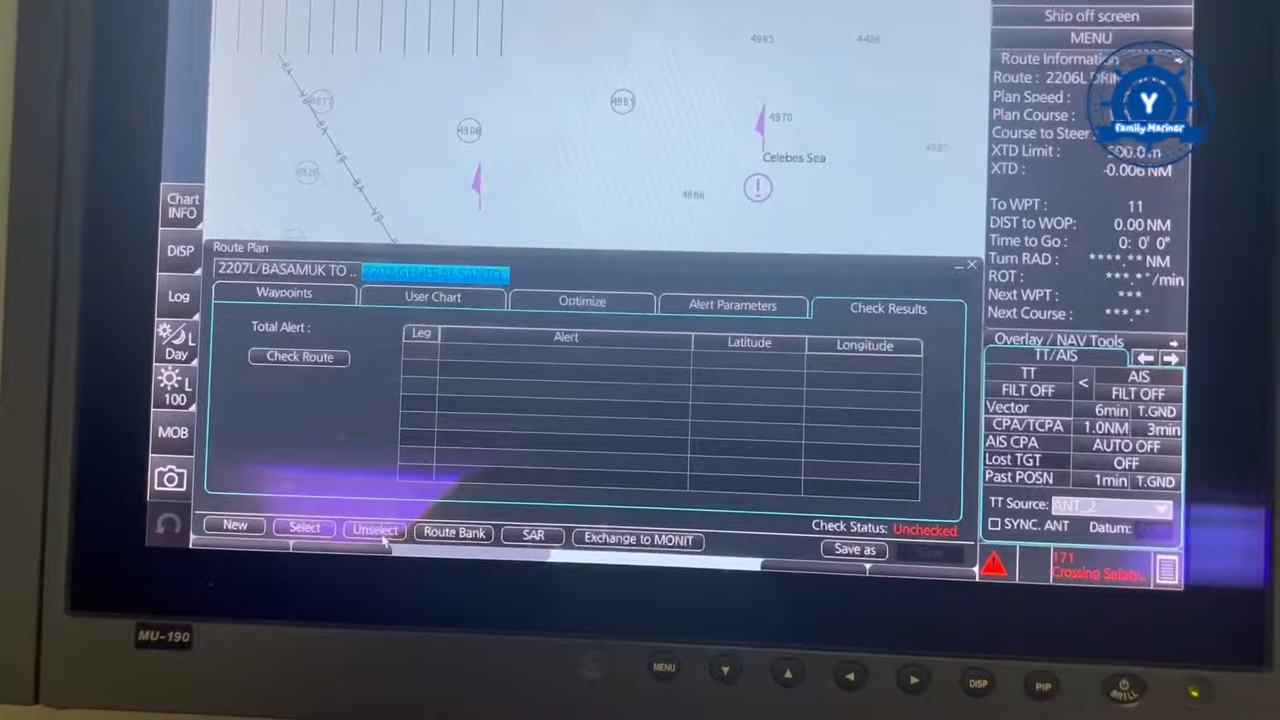 Ship off screen
MENU
Route Information
Route : 2206L
Plan Speed :
Plan Course :
Course to Steer
XTD Limit :
XTD : -0.006 NM
To WPT : 11
DIST to WOP: 0.00 NM
Time to Go : 0: 0' 0"
Turn RAD : ****.** NM
ROT : ***.*°/min
Next WPT : ***
Next Course : ***.*°
Overlay / NAV Tools
TT/AIS
TT < AIS
FILT OFF FILT OFF
Vector 6min T.GND
CPA/TCPA 1.0NM 3min
AIS CPA AUTO OFF
Lost TGT OFF
Past POSN 1min T.GND
TT Source: ANT_2
SYNC. ANT Datum:
171
Crossing Safety..
Y
Family Mariner
4985 4486
4981
4970
Celebes Sea
4968
Chart
INFO
DISP
Log
L
Day
L
100
MOB
Route Plan
2207L/BASAMUK TO ..
Waypoints User Chart Optimize Alert Parameters Check Results
Total Alert :
Check Route
Leg Alert Latitude Longitude
New Select Unselect Route Bank SAR Exchange to MONIT
Check Status: Unchecked
Save as
MU-190
MENU DISP PIP BRILL